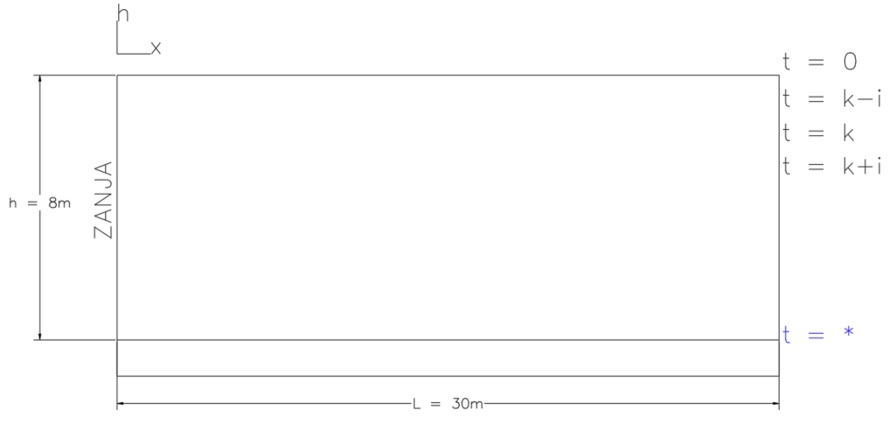 h
x
t = 0
t = k-i
t = k
t = k+i
ZANJA
h = 8m
t = *
L = 30m